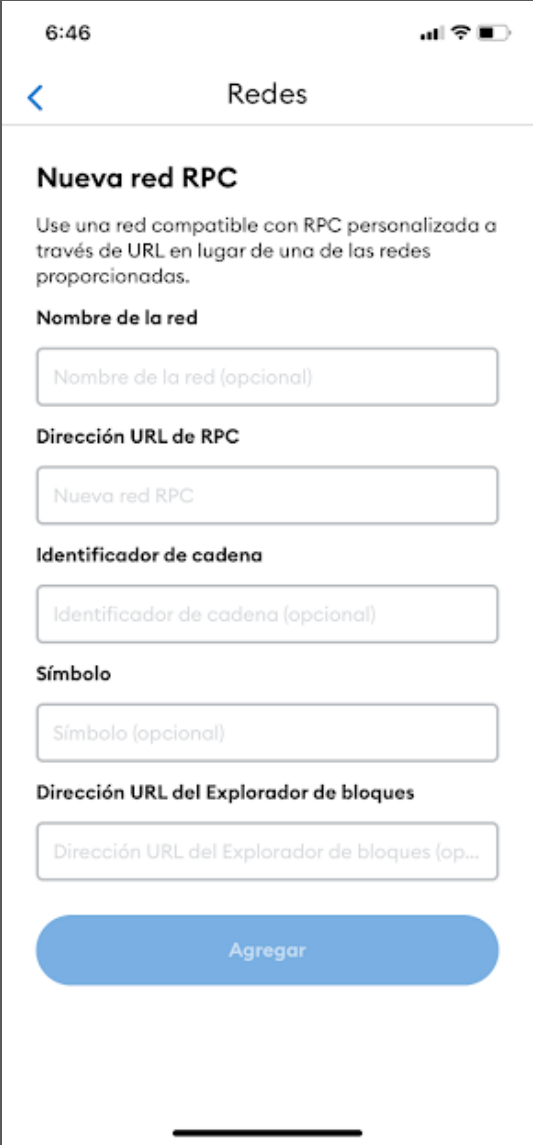 6:46
Redes
Nueva red RPC
Use una red compatible con RPC personalizada a
través de URL en lugar de una de las redes
proporcionadas.
Nombre de la red
Nombre de la red (opcional)
Dirección URL de RPC
Nueva red RPC
Identificador de cadena
Identificador de cadena (opcional)
Símbolo
Símbolo (opcional)
Dirección URL del Explorador de bloques
Dirección URL del Explorador de bloques (op...
Agregar